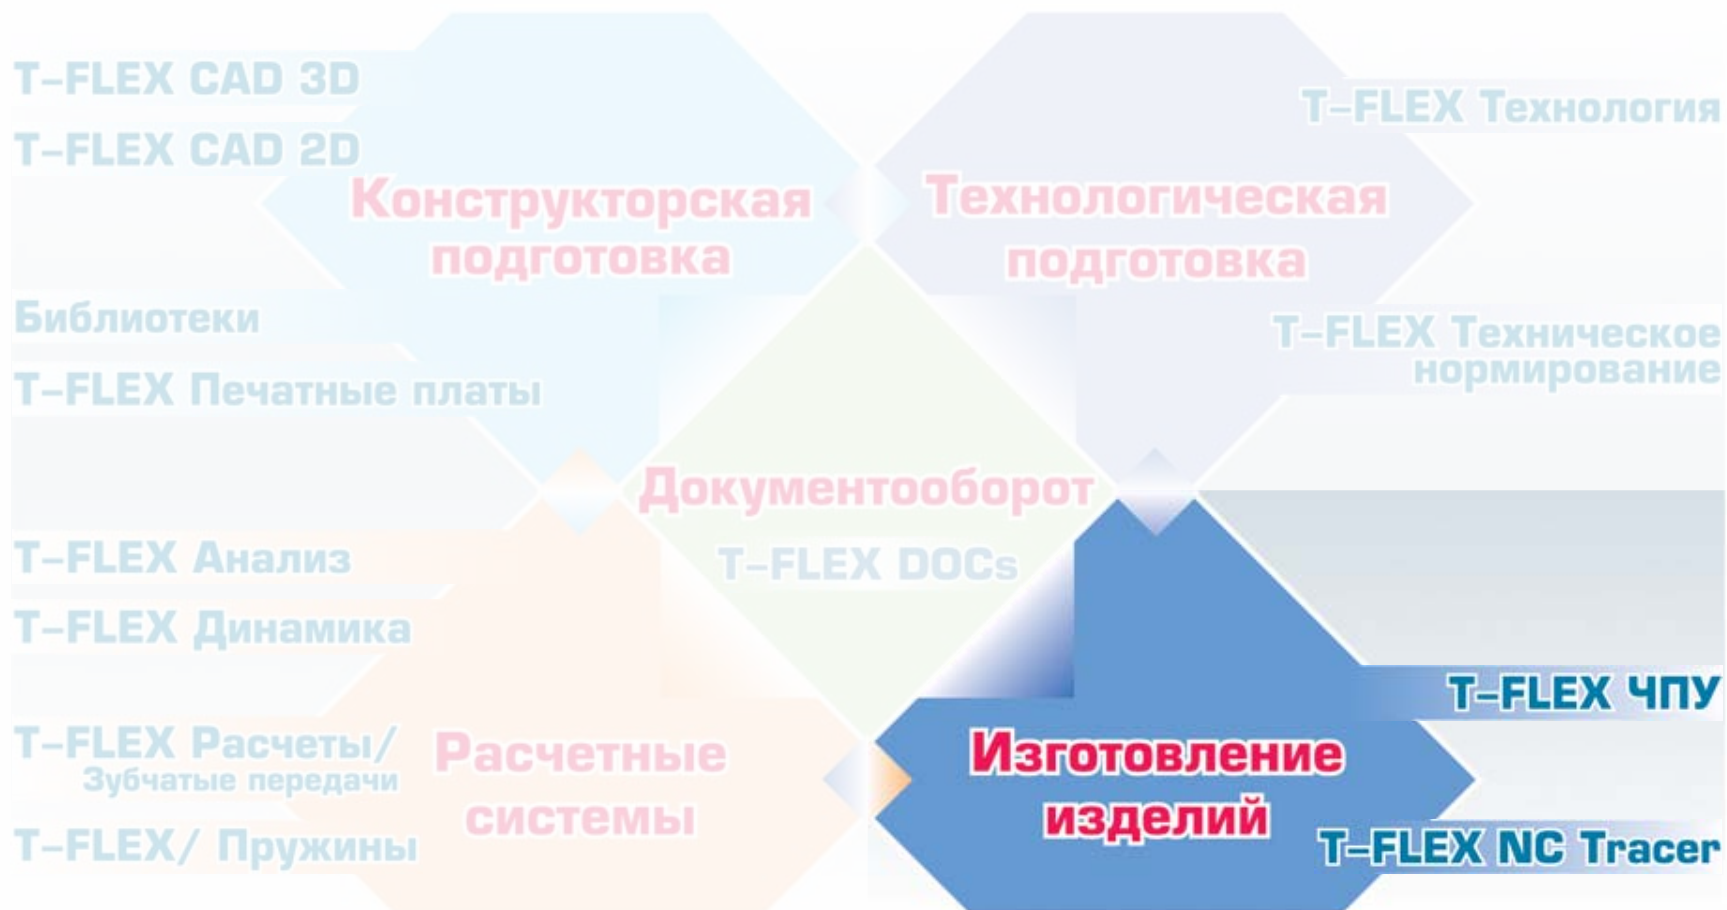 T-FLEX CAD 3D
T-FLEX CAD 2D
Конструкторская
подготовка
Библиотеки
T-FLEX Печатные платы
T-FLEX Технология
Технологическая
подготовка
T-FLEX Техническое
нормирование
Документооборот
T-FLEX DOCs
T-FLEX Анализ
T-FLEX Динамика
T-FLEX Расчеты/
Зубчатые передачи
T-FLEX/ Пружины
Расчетные
системы
T-FLEX ЧПУ
Изготовление
изделий
T-FLEX NC Tracer